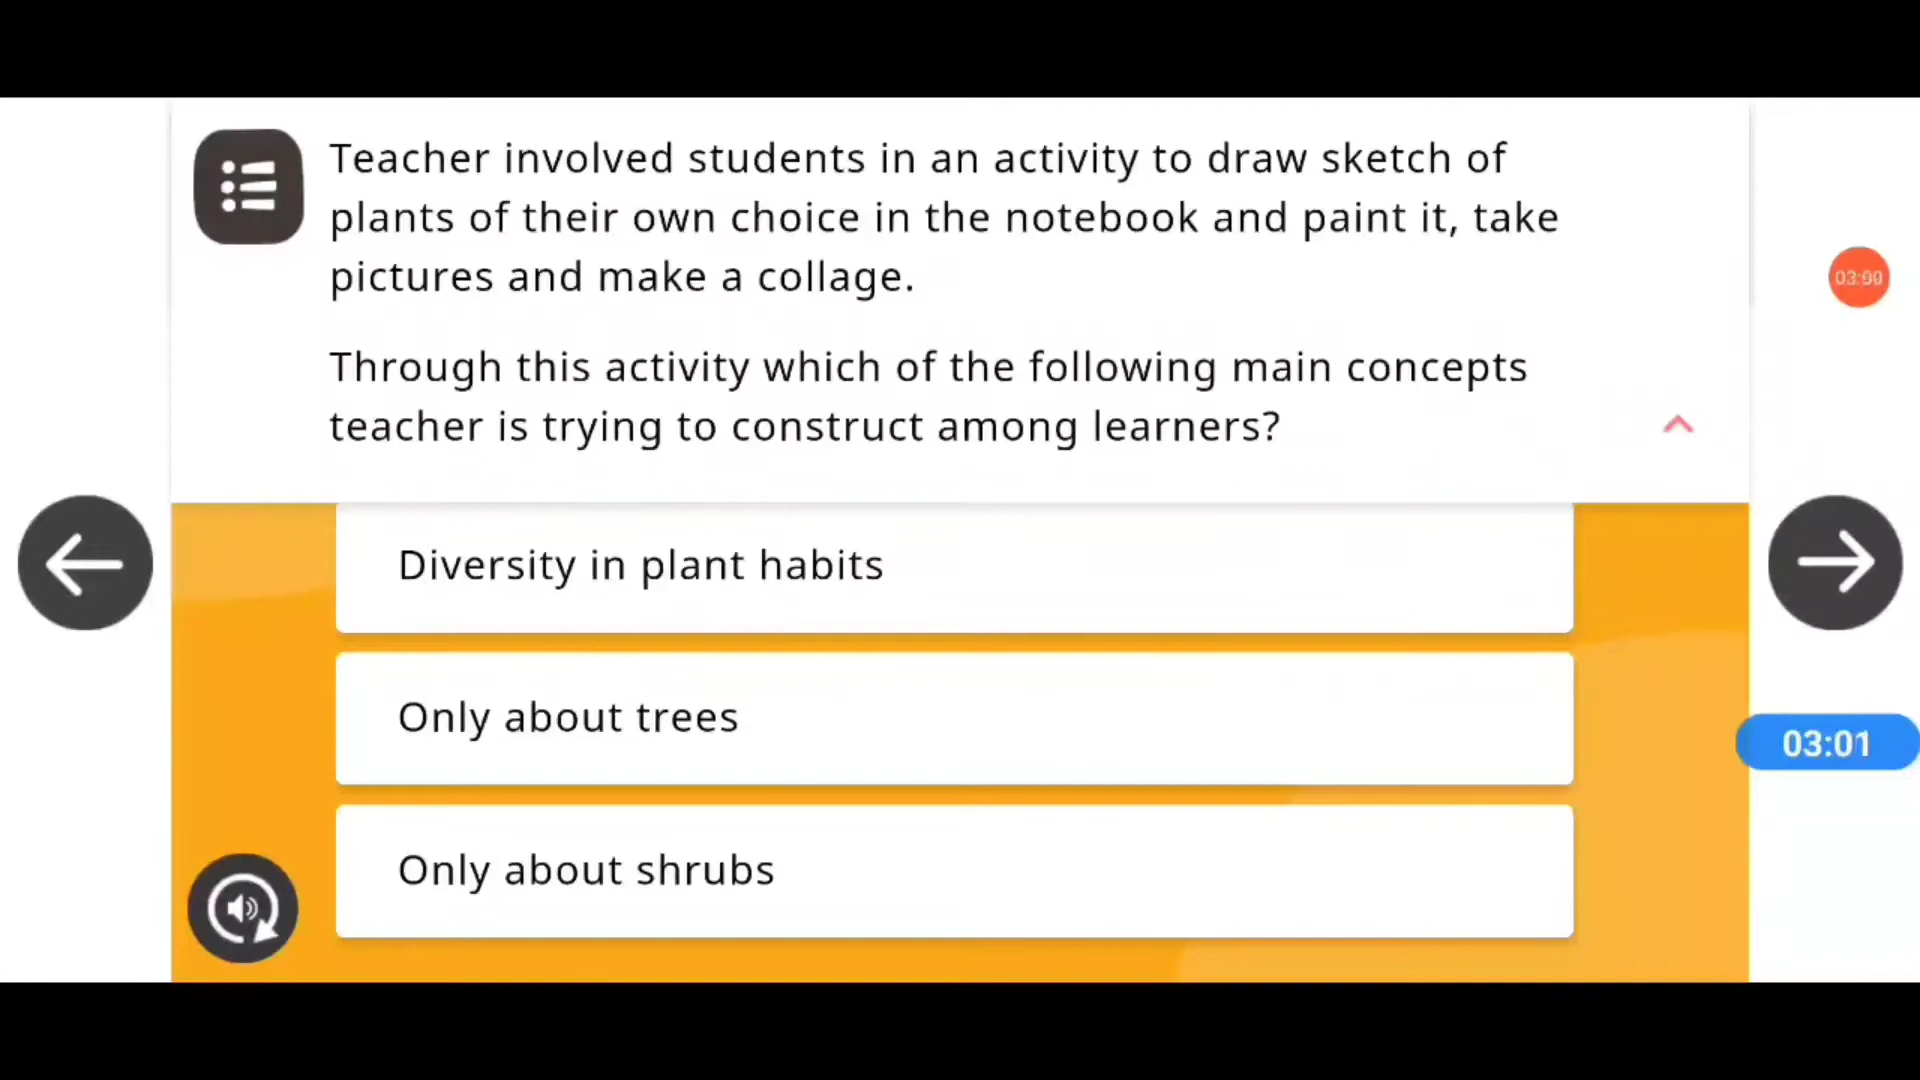 Teacher involved students in an activity to draw sketch of
plants of their own choice in the notebook and paint it, take
pictures and make a collage.
03:00
Through this activity which of the following main concepts
teacher is trying to construct among learners?
Diversity in plant habits
Only about trees
03:01
Only about shrubs